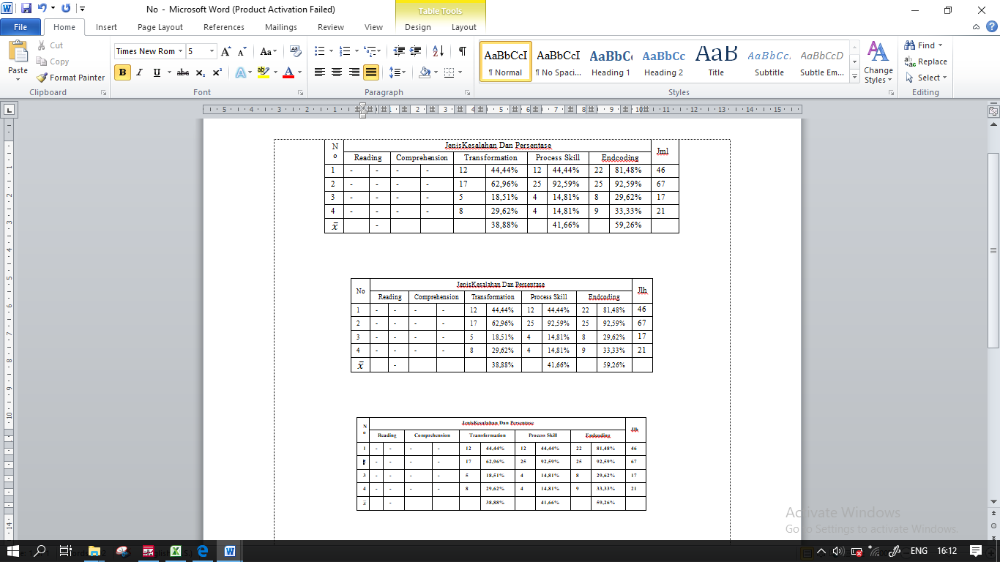 No - Microsoft Word (Product Activation Failed)
Table Tools
File Home Insert Page Layout References Mailings Review View Design Layout
Paste
Cut
Copy
Format Painter
Clipboard
Times New Rom 5
Font
Paragraph
AaBbCcI AaBbCcI AaBbCc AaBbCc AaB AaBbCc. AaBbCcD
¶ Normal ¶ No Spaci... Heading 1 Heading 2 Title Subtitle Subtle Em...
Change Styles
Styles
Find
Replace
Select
Editing
No JenisKesalahan Dan Persentase Jml
Reading Comprehension Transformation Process Skill Endcoding
1 - - - - 12 44,44% 12 44,44% 22 81,48% 46
2 - - - - 17 62,96% 25 92,59% 25 92,59% 67
3 - - - - 5 18,51% 4 14,81% 8 29,62% 17
4 - - - - 8 29,62% 4 14,81% 9 33,33% 21
x̄ - 38,88% 41,66% 59,26%
No JenisKesalahan Dan Persentase Jlh
Reading Comprehension Transformation Process Skill Endcoding
1 - - - - 12 44,44% 12 44,44% 22 81,48% 46
2 - - - - 17 62,96% 25 92,59% 25 92,59% 67
3 - - - - 5 18,51% 4 14,81% 8 29,62% 17
4 - - - - 8 29,62% 4 14,81% 9 33,33% 21
x̄ - 38,88% 41,66% 59,26%
No JenisKesalahan Dan Persentase Jlh
Reading Comprehension Transformation Process Skill Endcoding
1 - - - - 12 44,44% 12 44,44% 22 81,48% 46
2 - - - - 17 62,96% 25 92,59% 25 92,59% 67
3 - - - - 5 18,51% 4 14,81% 8 29,62% 17
4 - - - - 8 29,62% 4 14,81% 9 33,33% 21
x̄ - 38,88% 41,66% 59,26%
Activate Windows
Go to Settings to activate Windows.
ENG 16:12